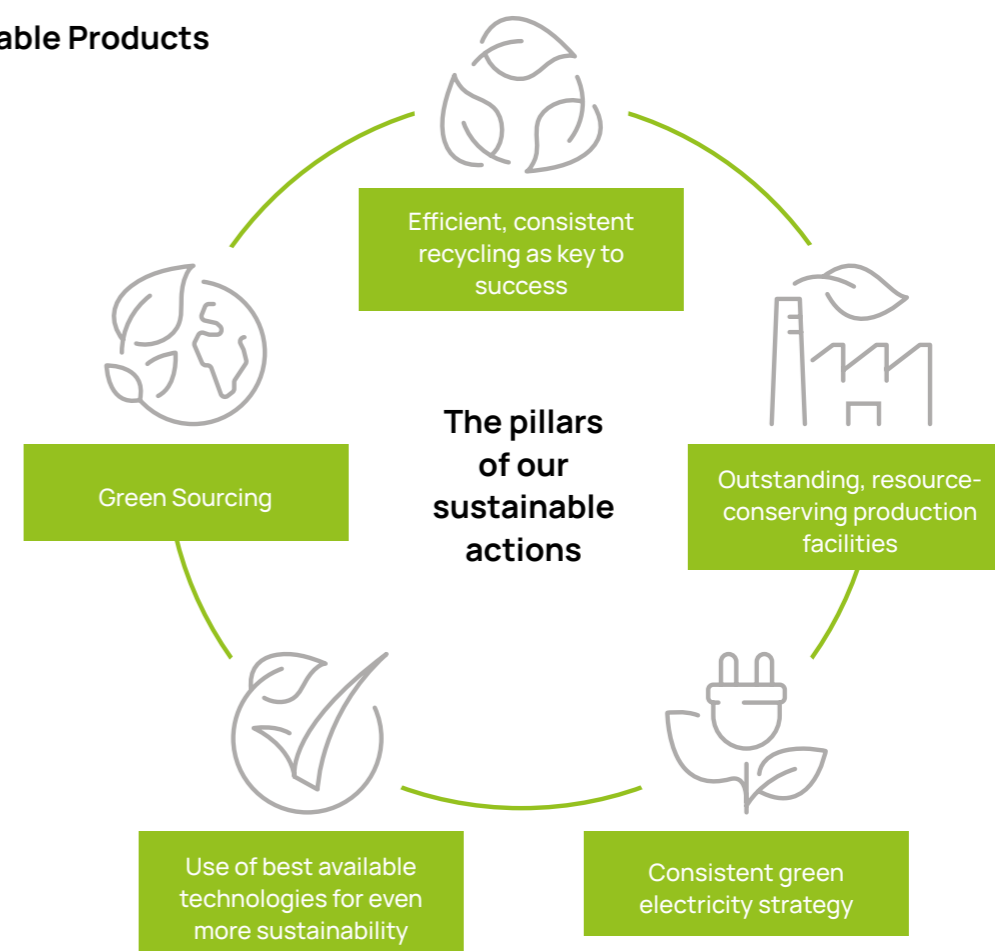 able Products
Efficient, consistent
recycling as key to
success
Green Sourcing
The pillars
of our
sustainable
actions
Outstanding, resource-
conserving production
facilities
Use of best available
technologies for even
more sustainability
Consistent green
electricity strategy